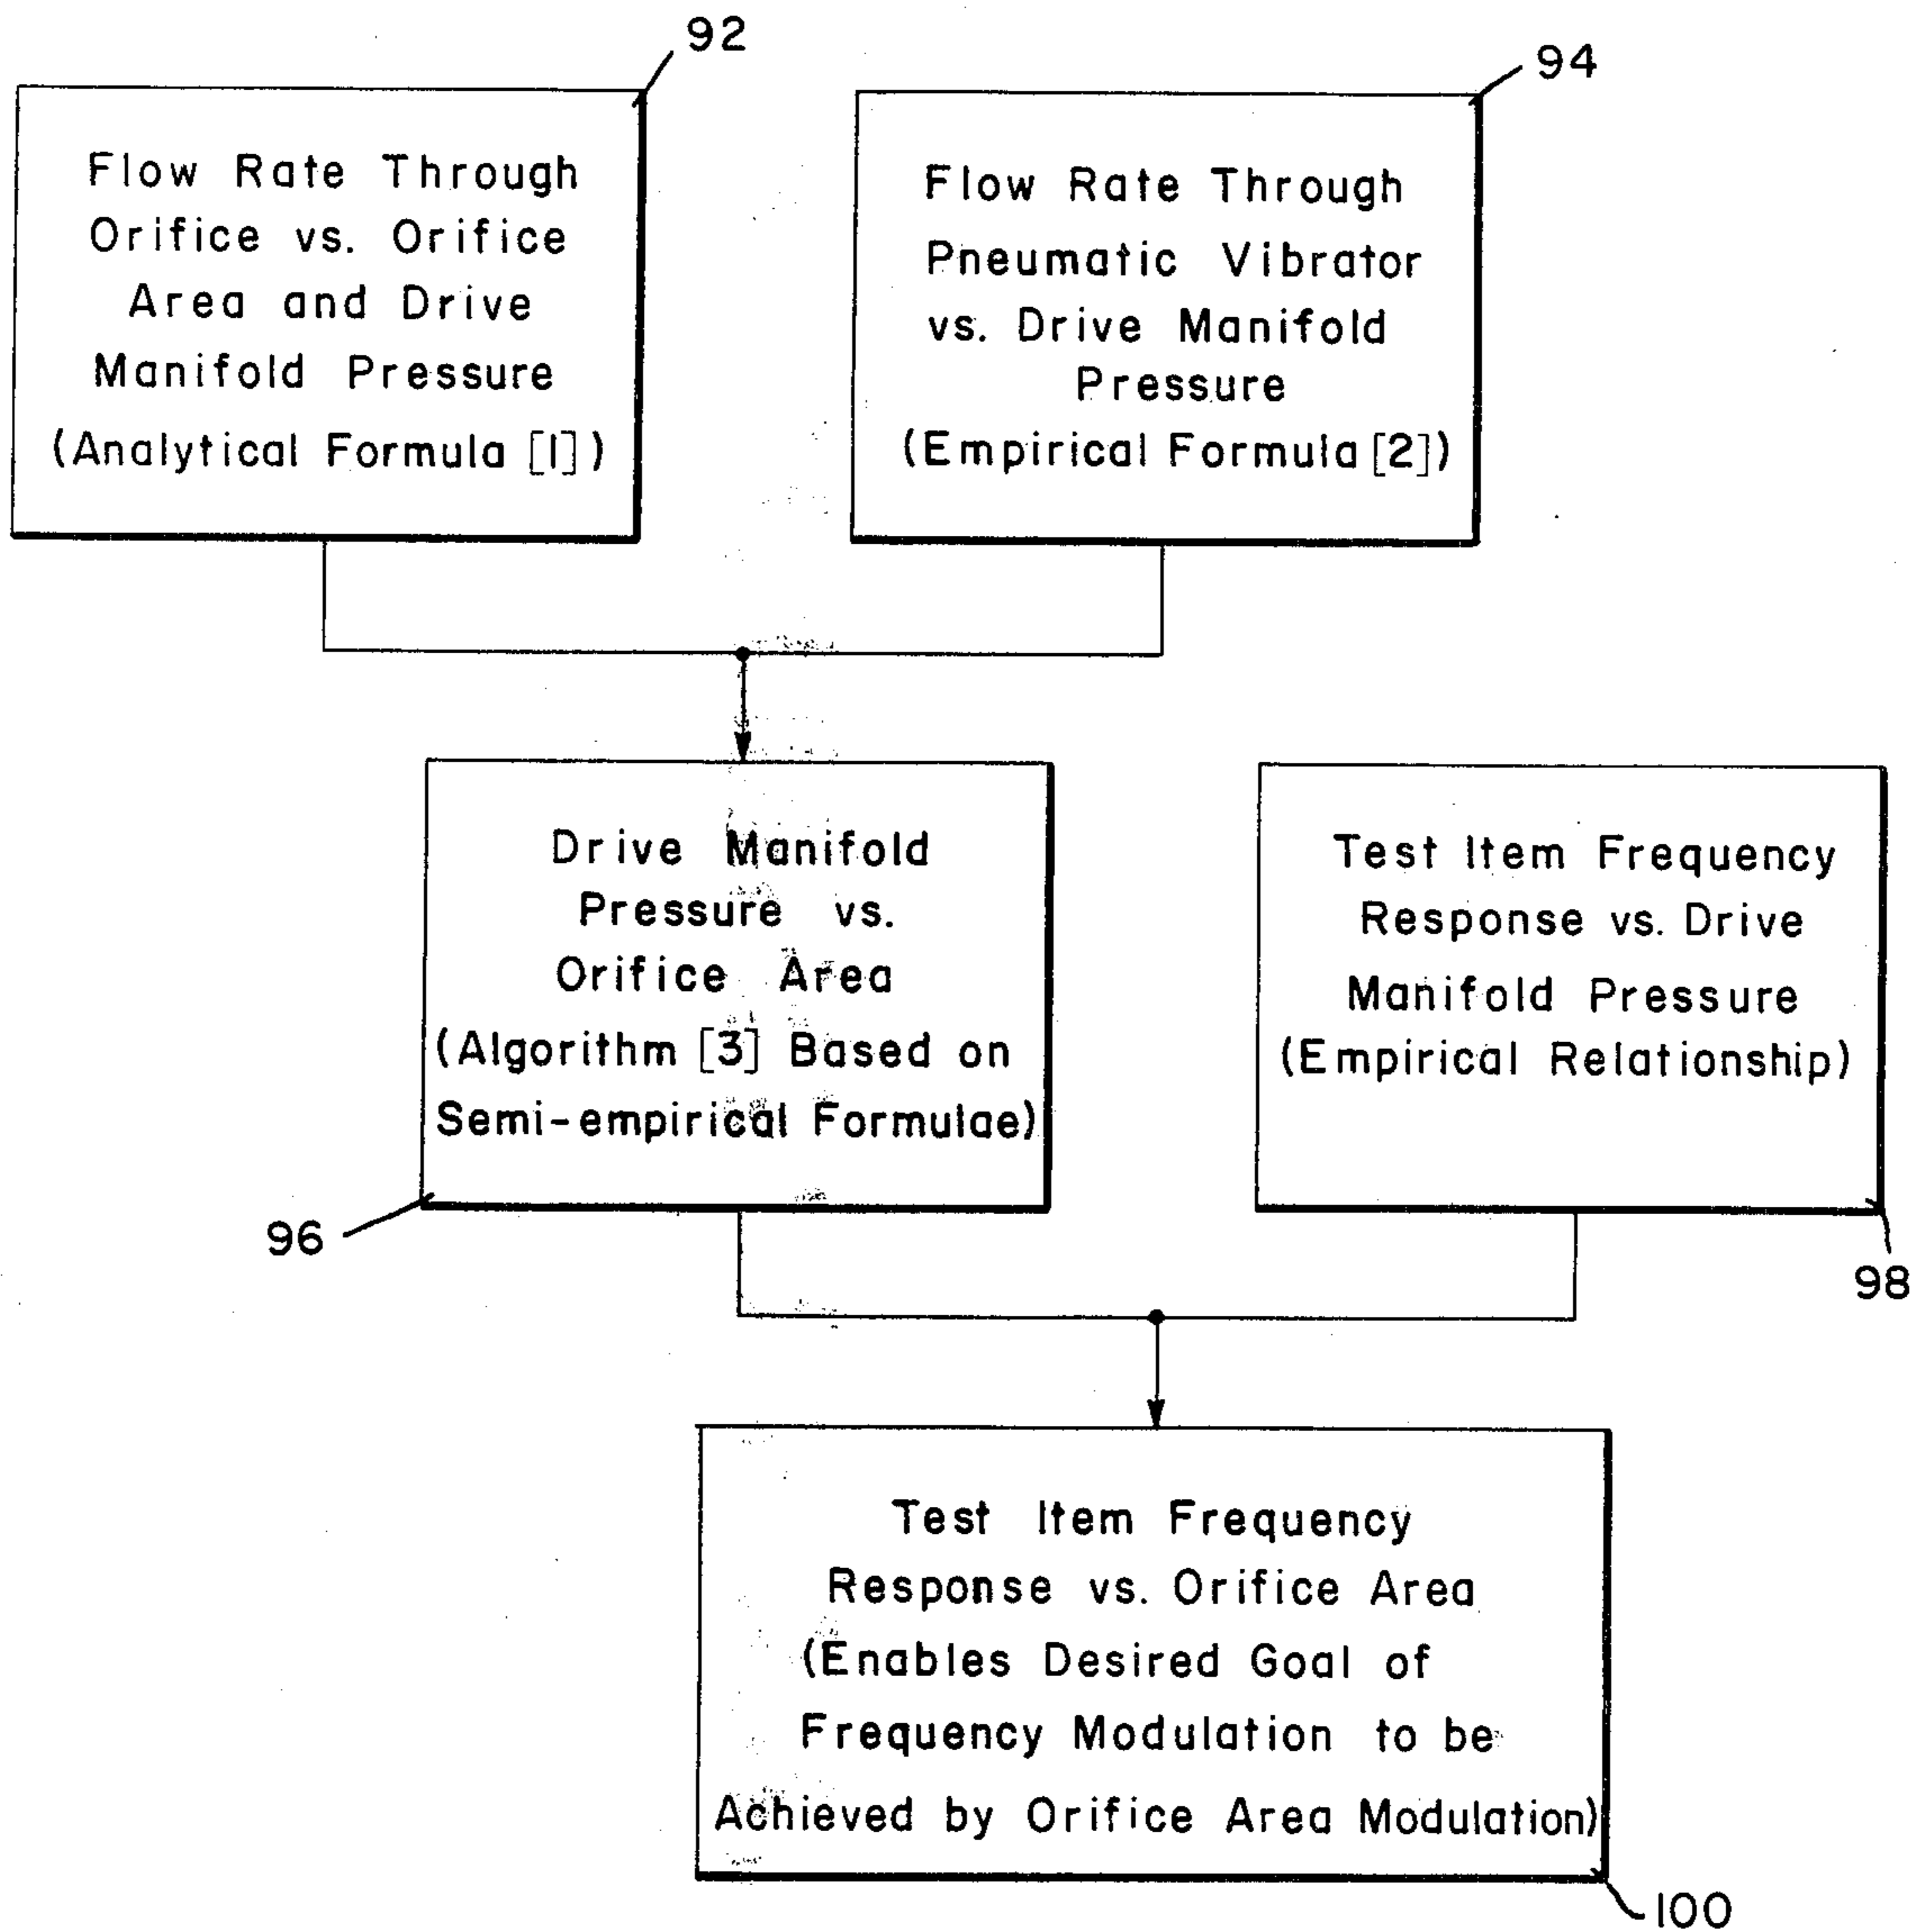 92
94
Flow Rate Through
Orifice vs. Orifice
Area and Drive
Manifold Pressure
(Analytical Formula [1])
Flow Rate Through
Pneumatic Vibrator
vs. Drive Manifold
Pressure
(Empirical Formula [2])
Drive Manifold
Pressure vs.
Orifice Area
(Algorithm [3] Based on
Semi-empirical Formulae)
96
Test Item Frequency
Response vs. Drive
Manifold Pressure
(Empirical Relationship)
98
Test Item Frequency
Response vs. Orifice Area
(Enables Desired Goal of
Frequency Modulation to be
Achieved by Orifice Area Modulation)
100